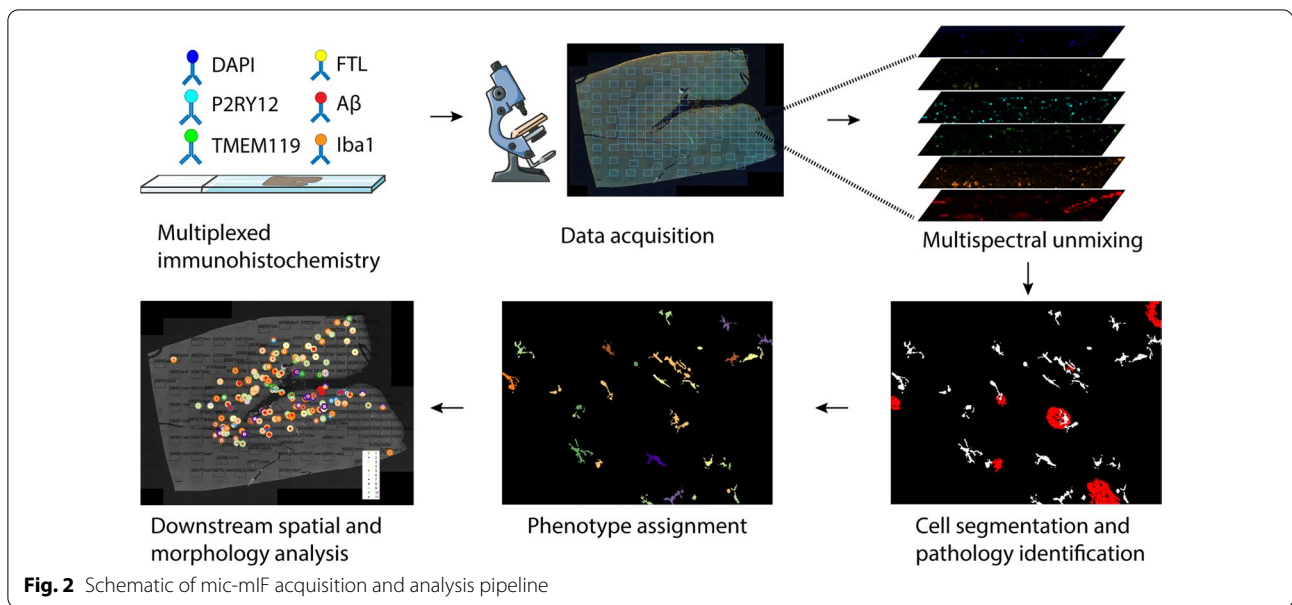 DAPI
FTL
P2RY12
Aβ
TMEM119
Iba1
Multiplexed
immunohistochemistry
Data acquisition
Multispectral unmixing
Downstream spatial and
morphology analysis
Phenotype assignment
Cell segmentation and
pathology identification
Fig. 2 Schematic of mic-mIF acquisition and analysis pipeline